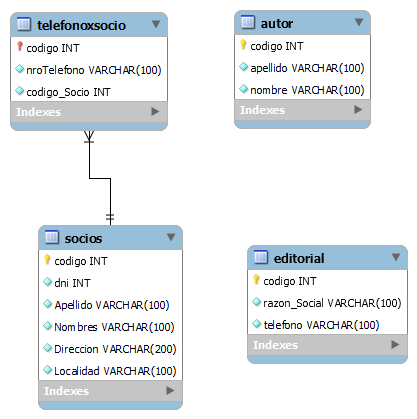 telefonoxsocio
codigo INT
nroTelefono VARCHAR(100)
codigo_Socio INT
Indexes
autor
codigo INT
apellido VARCHAR(100)
nombre VARCHAR(100)
Indexes
socios
codigo INT
dni INT
Apellido VARCHAR(100)
Nombres VARCHAR(100)
Direccion VARCHAR(200)
Localidad VARCHAR(100)
Indexes
editorial
codigo INT
razon_Social VARCHAR(100)
telefono VARCHAR(100)
Indexes